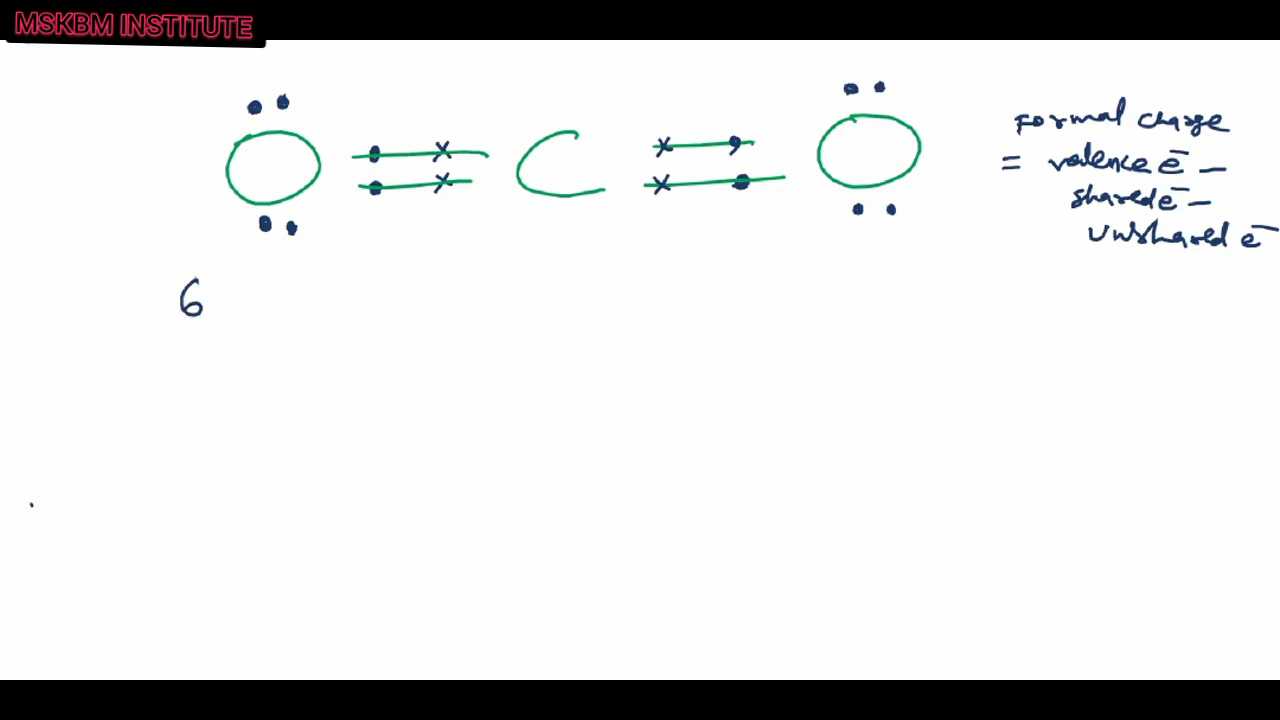 MSKBM INSTITUTE
O = C = O
Formal charge
= valence e⁻ –
shared e⁻ –
unshared e⁻
6